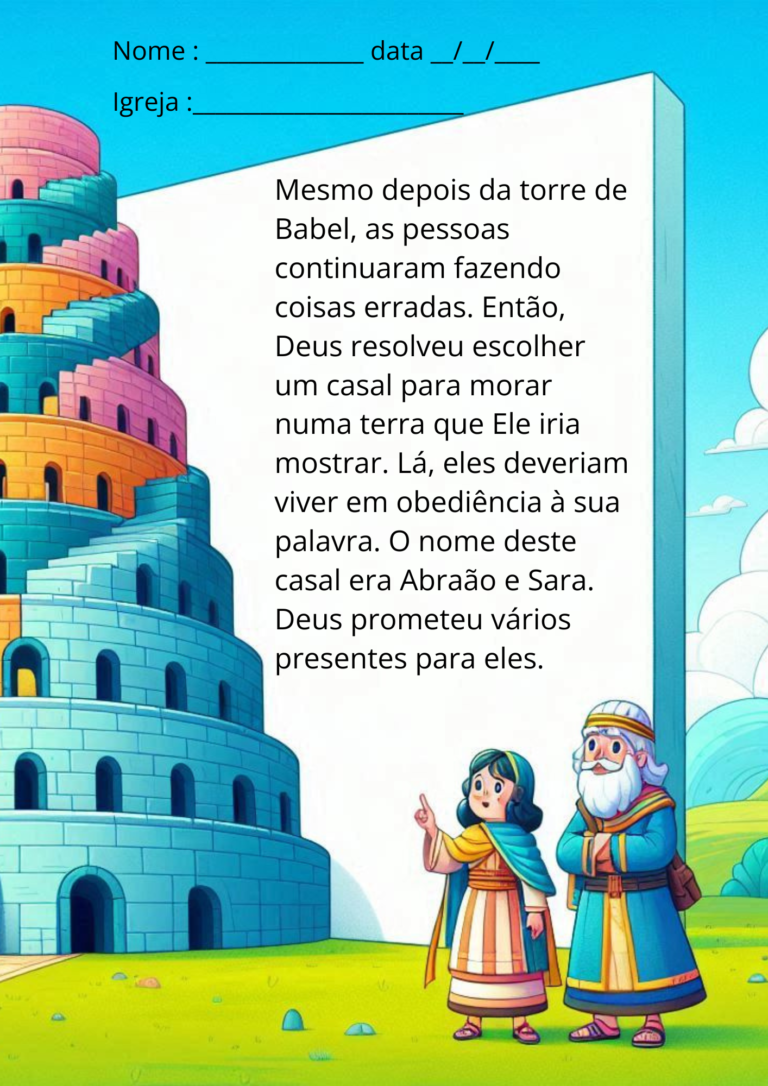 Nome : _____________ data __/__/____
Igreja :_______________________
Mesmo depois da torre de
Babel, as pessoas
continuaram fazendo
coisas erradas. Então,
Deus resolveu escolher
um casal para morar
numa terra que Ele iria
mostrar. Lá, eles deveriam
viver em obediência à sua
palavra. O nome deste
casal era Abraão e Sara.
Deus prometeu vários
presentes para eles.